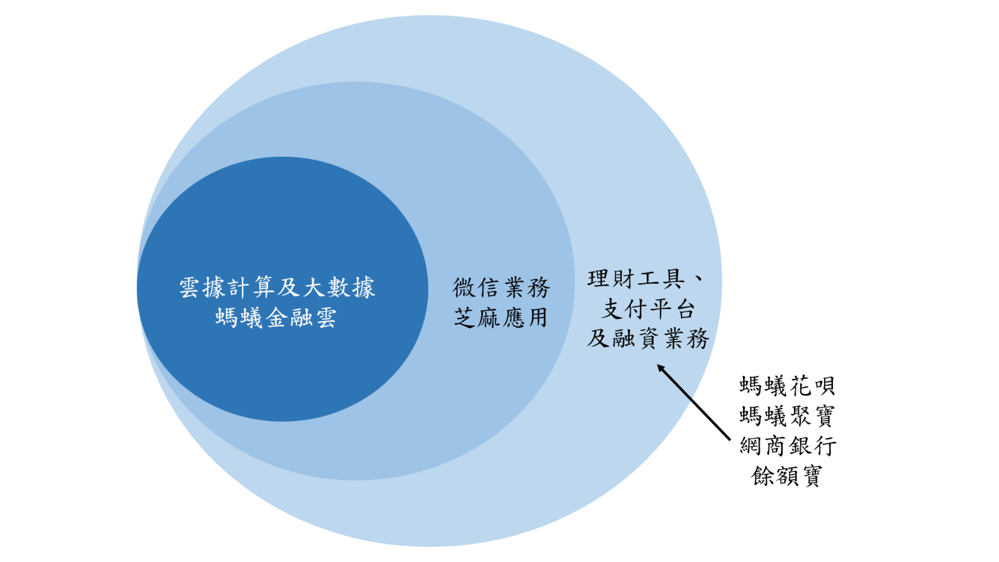 雲據計算及大數據
螞蟻金融雲
微信業務
芝麻應用
理財工具、
支付平台
及融資業務
螞蟻花唄
螞蟻聚寶
網商銀行
餘額寶